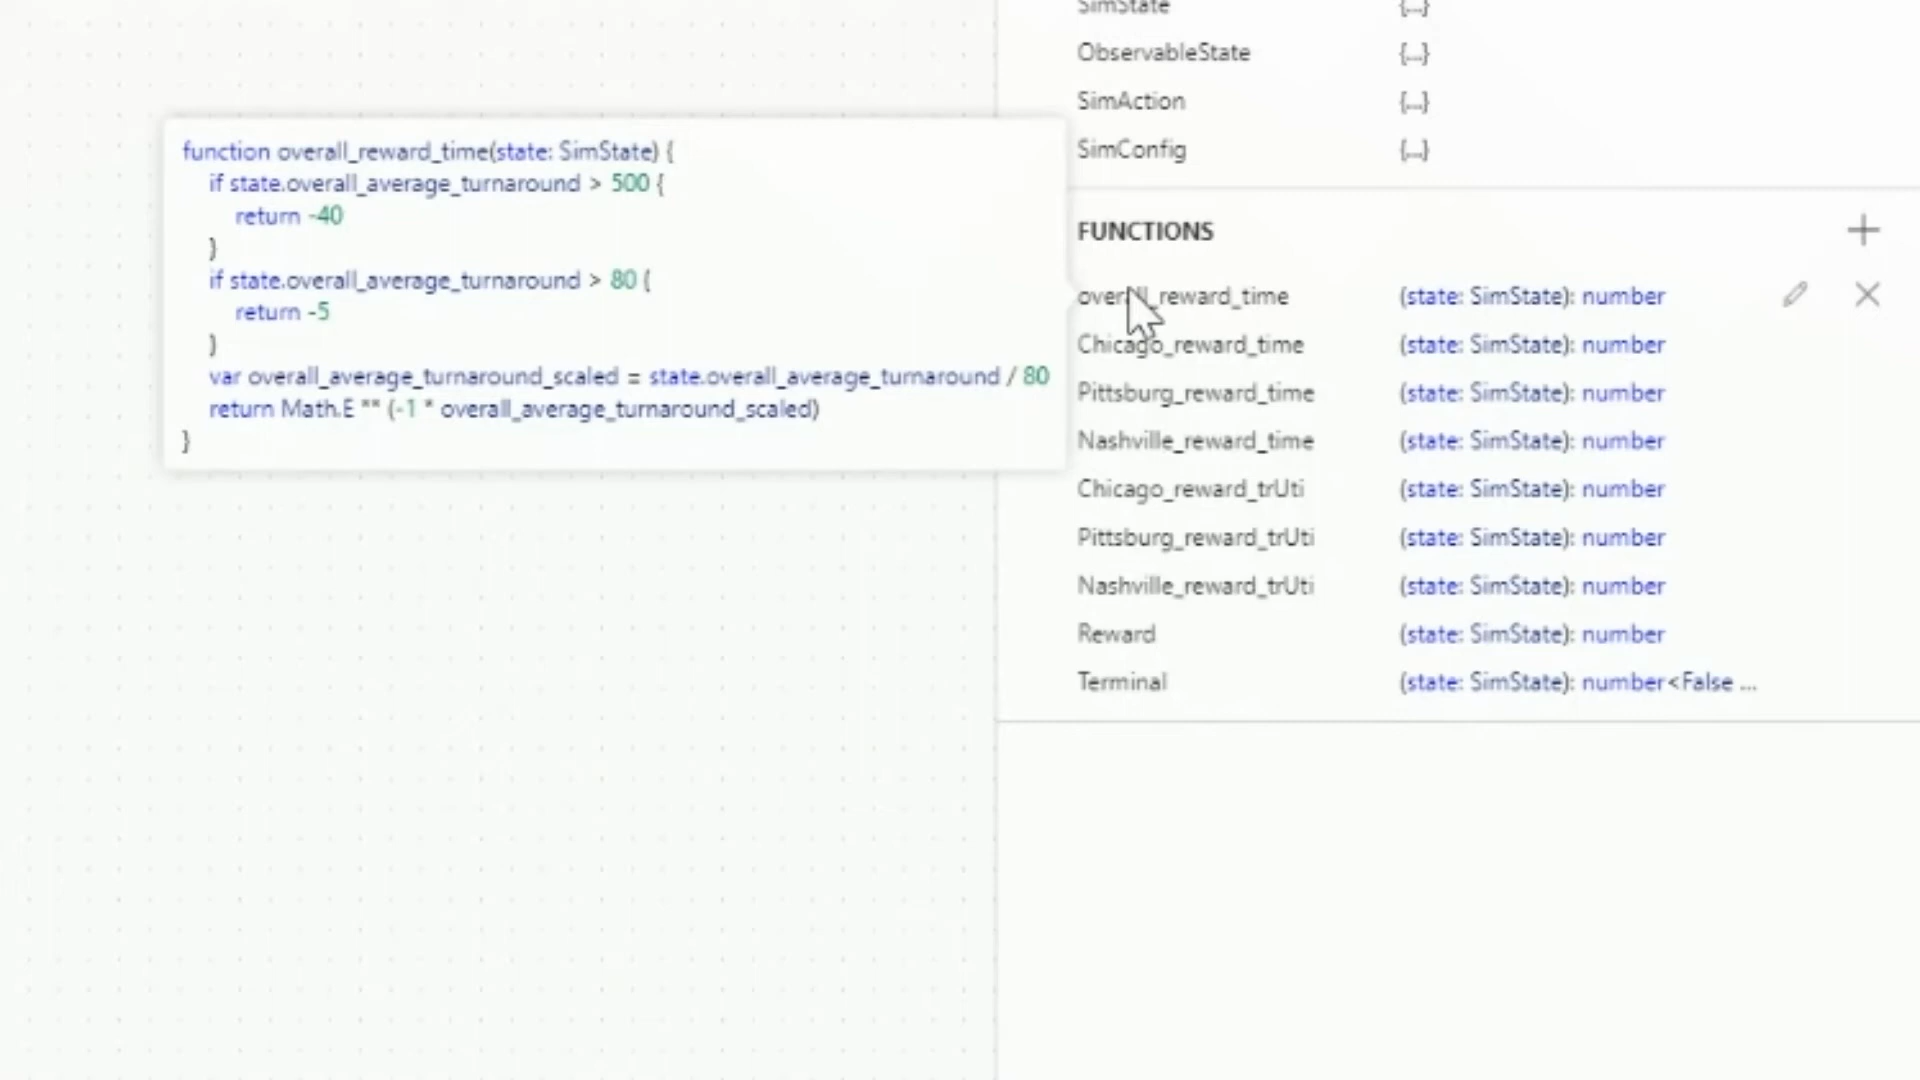 SimState {...}
ObservableState {...}
SimAction {...}
SimConfig {...}
function overall_reward_time(state: SimState) {
if state.overall_average_turnaround > 500 {
return -40
}
if state.overall_average_turnaround > 80 {
return -5
}
var overall_average_turnaround_scaled = state.overall_average_turnaround / 80
return Math.E ** (-1 * overall_average_turnaround_scaled)
}
FUNCTIONS
overall_reward_time (state: SimState): number
Chicago_reward_time (state: SimState): number
Pittsburg_reward_time (state: SimState): number
Nashville_reward_time (state: SimState): number
Chicago_reward_trUti (state: SimState): number
Pittsburg_reward_trUti (state: SimState): number
Nashville_reward_trUti (state: SimState): number
Reward (state: SimState): number
Terminal (state: SimState): number<False ...